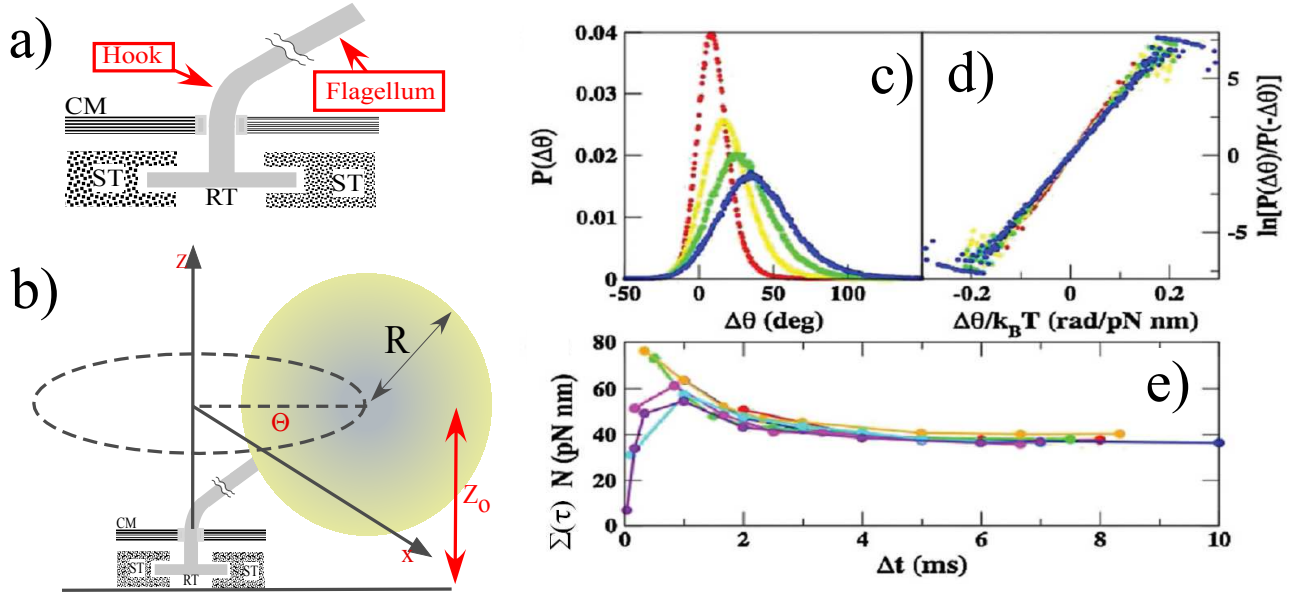 a)
Hook
Flagellum
CM
ST
ST
RT
b)
Z
R
Θ
Z₀
x
CM
ST
ST
RT
c)
0.04
0.03
0.02
0.01
0
P(Δθ)
-50
0
50
100
Δθ (deg)
d)
5
0
-5
ln[P(Δθ)/P(-Δθ)]
-0.2
0
0.2
Δθ/k_BT (rad/pN nm)
e)
80
60
40
20
0
Σ(τ) N (pN nm)
0
2
4
6
8
10
Δt (ms)